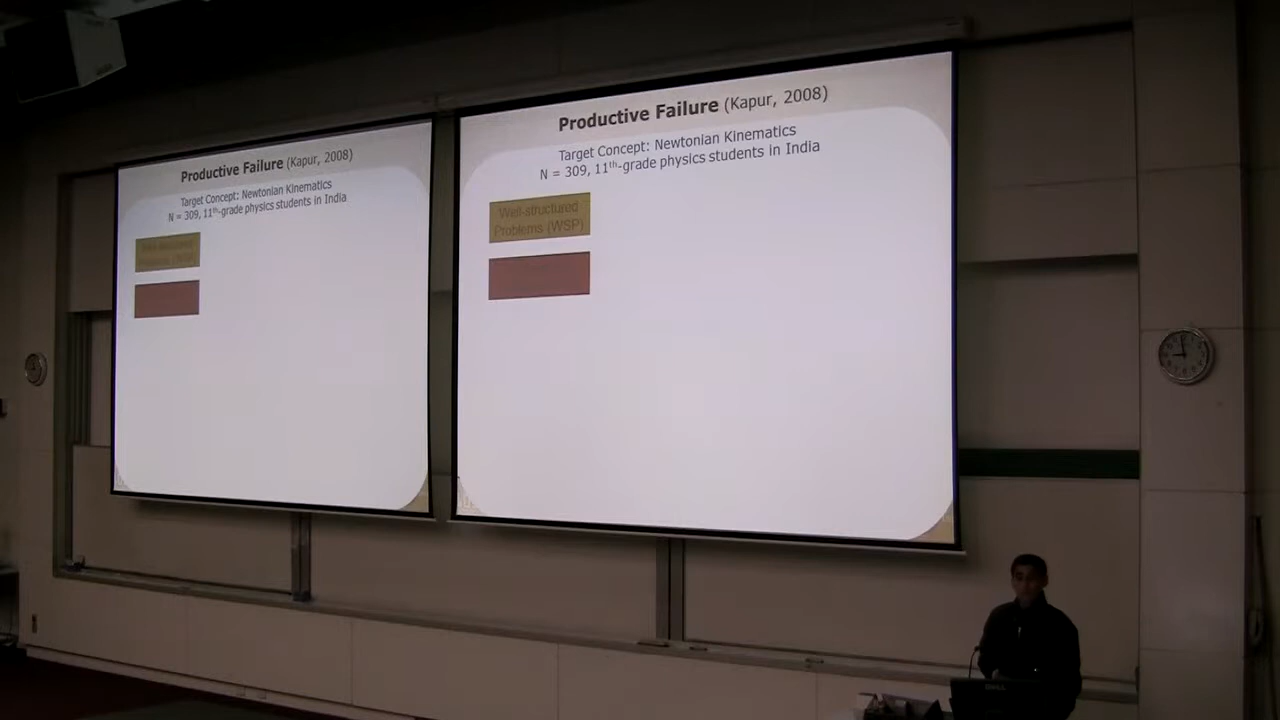 Productive Failure (Kapur, 2008)
Target Concept: Newtonian Kinematics
N = 309, 11th-grade physics students in India
Productive Failure (Kapur, 2008)
Target Concept: Newtonian Kinematics
N = 309, 11th-grade physics students in India
Well-structured
Problems (WSP)
DELL